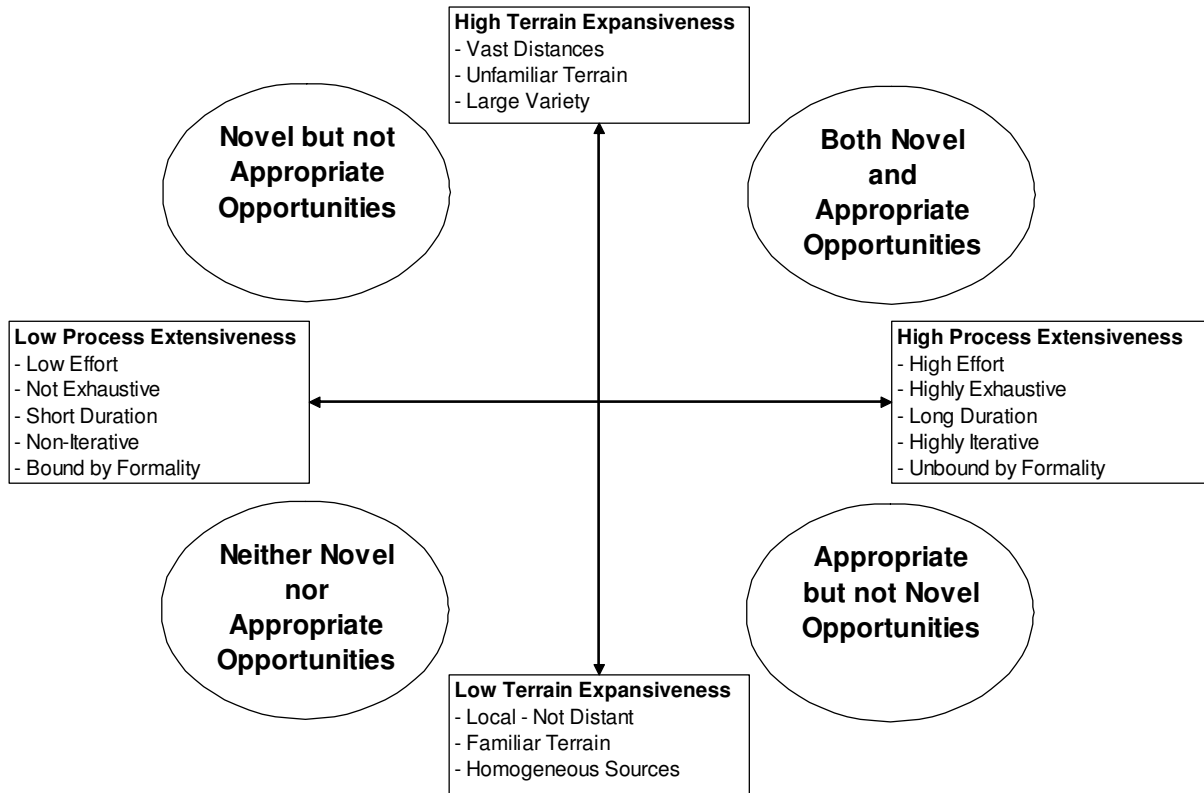 High Terrain Expansiveness
- Vast Distances
- Unfamiliar Terrain
- Large Variety
Novel but not
Appropriate
Opportunities
Both Novel
and
Appropriate
Opportunities
Low Process Extensiveness
- Low Effort
- Not Exhaustive
- Short Duration
- Non-Iterative
- Bound by Formality
High Process Extensiveness
- High Effort
- Highly Exhaustive
- Long Duration
- Highly Iterative
- Unbound by Formality
Neither Novel
nor
Appropriate
Opportunities
Appropriate
but not Novel
Opportunities
Low Terrain Expansiveness
- Local - Not Distant
- Familiar Terrain
- Homogeneous Sources